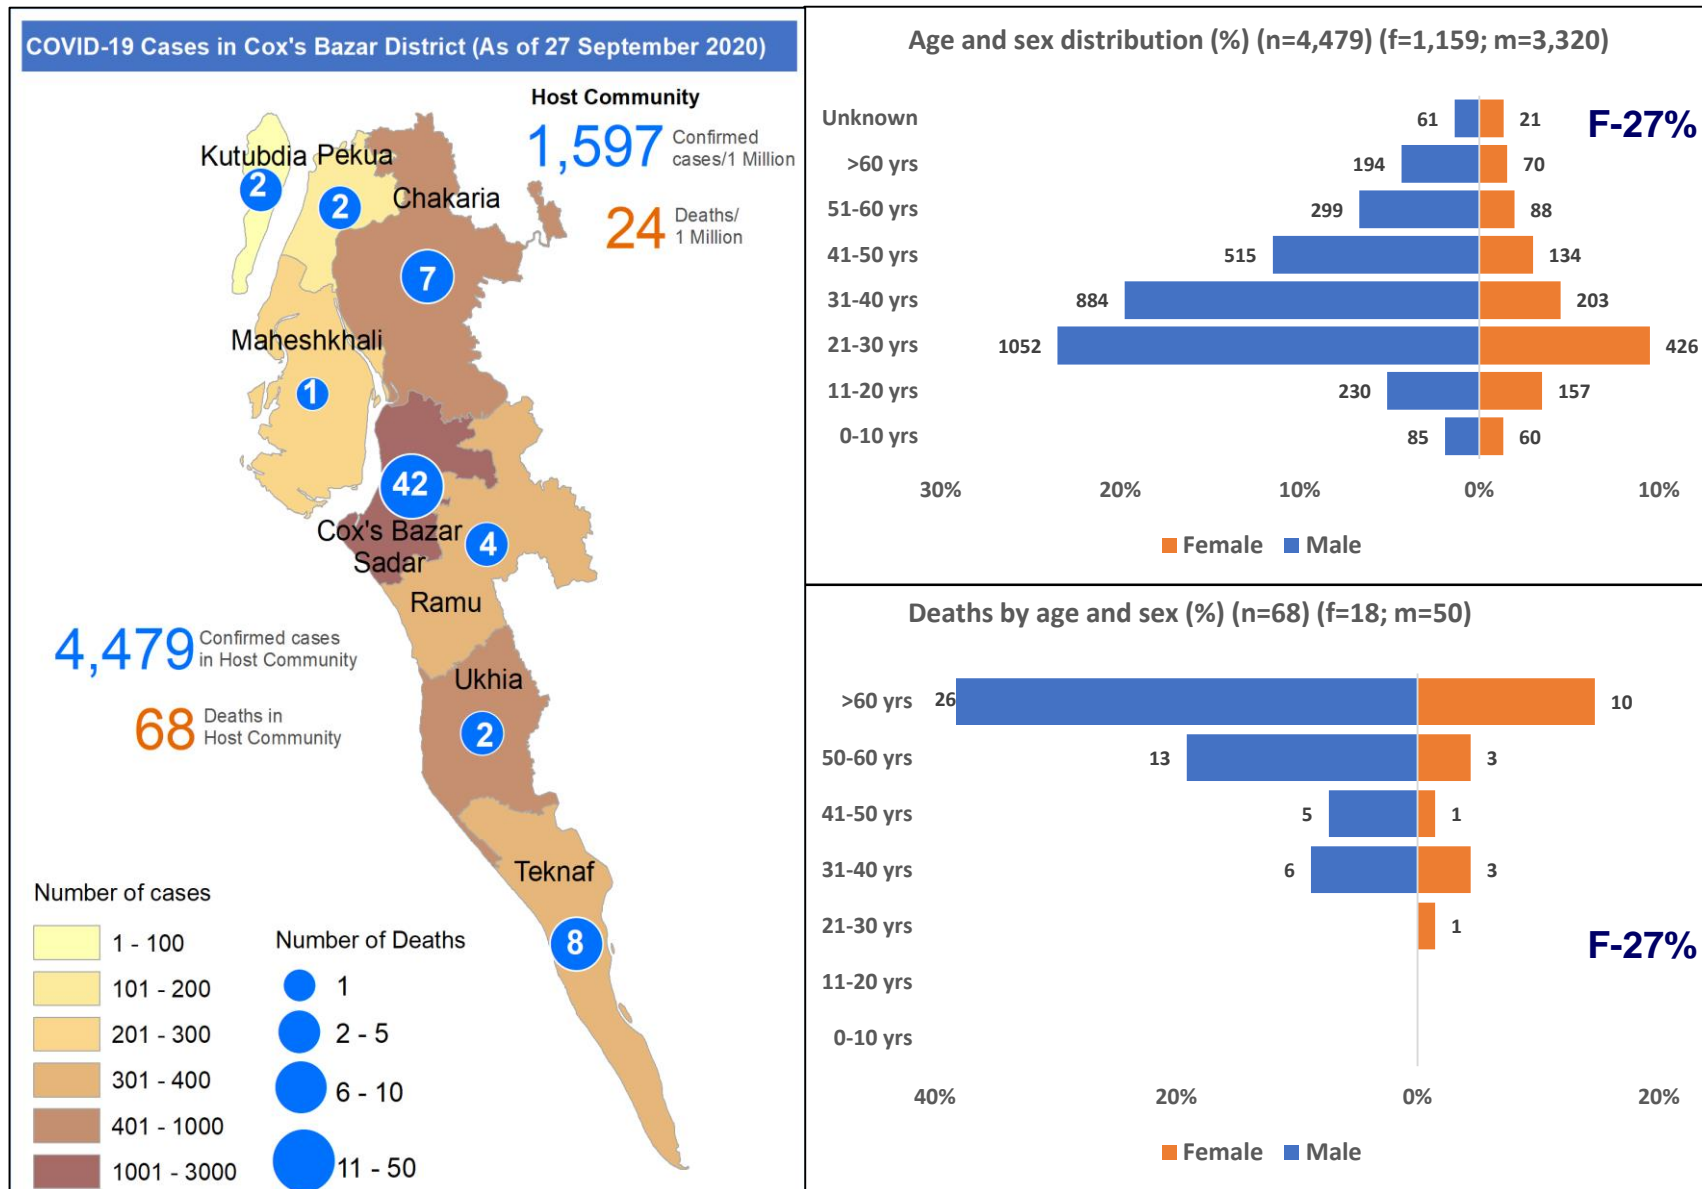 COVID-19 Cases in Cox's Bazar District (As of 27 September 2020)
Host Community
1,597 Confirmed
cases/1 Million
24 Deaths/
1 Million
Kutubdia
2
Pekua
2
Chakaria
7
Maheshkhali
1
42
Cox's Bazar
Sadar
4
Ramu
4,479 Confirmed cases
in Host Community
68 Deaths in
Host Community
Ukhia
2
Teknaf
8
Number of cases
1 - 100
101 - 200
201 - 300
301 - 400
401 - 1000
1001 - 3000
Number of Deaths
1
2 - 5
6 - 10
11 - 50
Age and sex distribution (%) (n=4,479) (f=1,159; m=3,320)
F-27%
Unknown 61 21
>60 yrs 194 70
51-60 yrs 299 88
41-50 yrs 515 134
31-40 yrs 884 203
21-30 yrs 1052 426
11-20 yrs 230 157
0-10 yrs 85 60
30% 20% 10% 0% 10%
Female Male
Deaths by age and sex (%) (n=68) (f=18; m=50)
>60 yrs 26 10
50-60 yrs 13 3
41-50 yrs 5 1
31-40 yrs 6 3
21-30 yrs 1
F-27%
11-20 yrs
0-10 yrs
40% 20% 0% 20%
Female Male